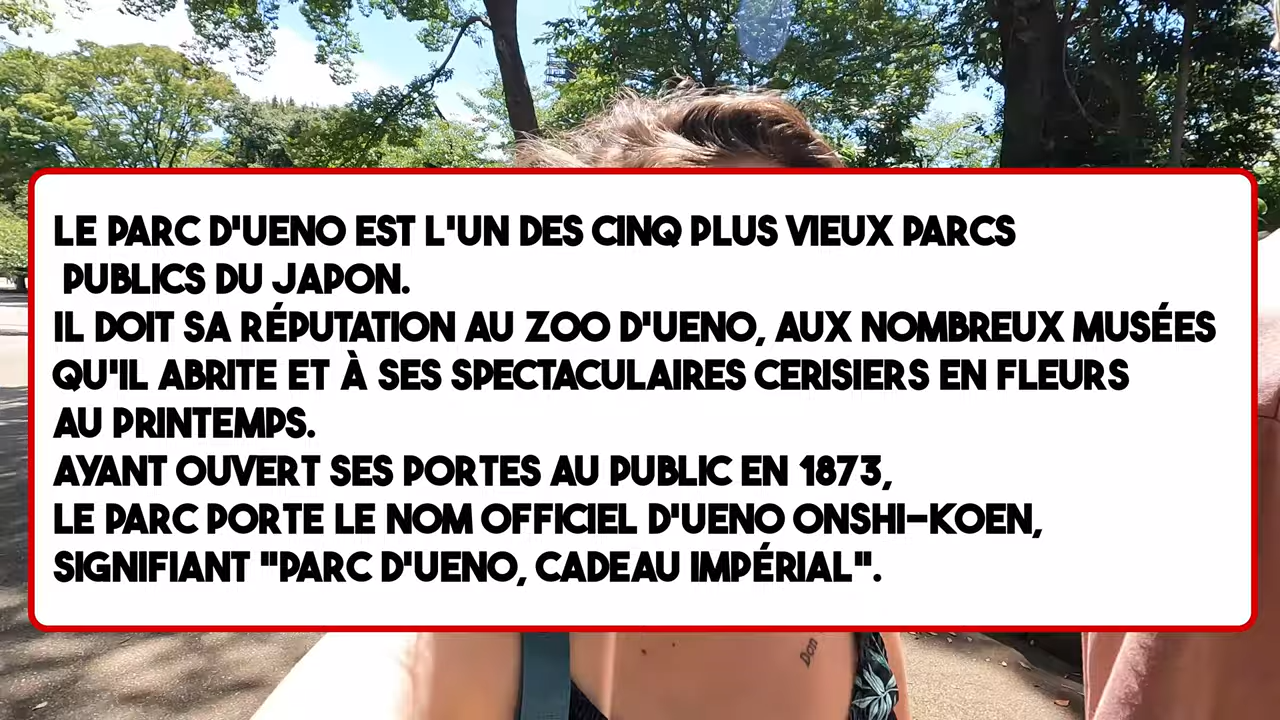 LE PARC D'UENO EST L'UN DES CINQ PLUS VIEUX PARCS
PUBLICS DU JAPON.
IL DOIT SA RÉPUTATION AU ZOO D'UENO, AUX NOMBREUX MUSÉES
QU'IL ABRITE ET À SES SPECTACULAIRES CERISIERS EN FLEURS
AU PRINTEMPS.
AYANT OUVERT SES PORTES AU PUBLIC EN 1873,
LE PARC PORTE LE NOM OFFICIEL D'UENO ONSHI-KOEN,
SIGNIFIANT "PARC D'UENO, CADEAU IMPÉRIAL".
Don